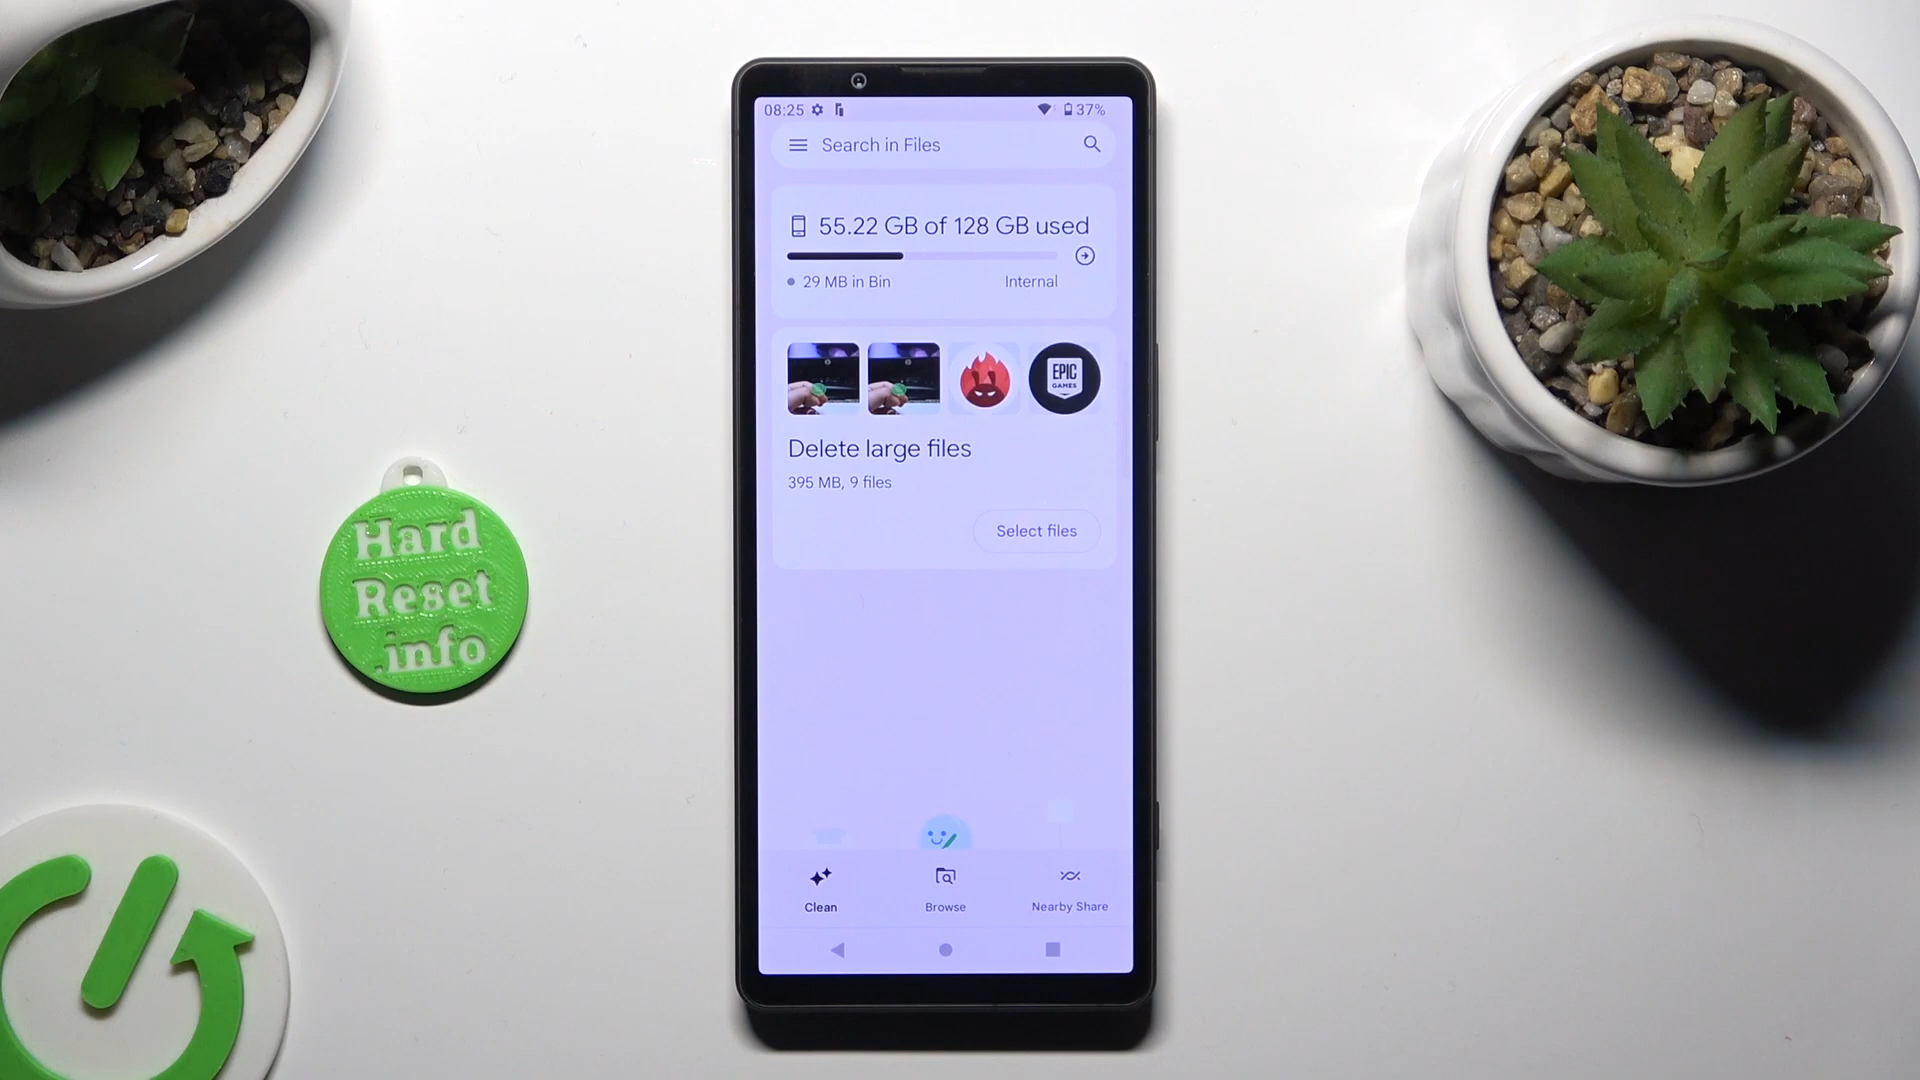 08:25
37%
Search in Files
55.22 GB of 128 GB used
29 MB in Bin
Internal
EPIC
GAMES
Delete large files
395 MB, 9 files
Select files
Clean
Browse
Nearby Share
Hard
Reset
.info